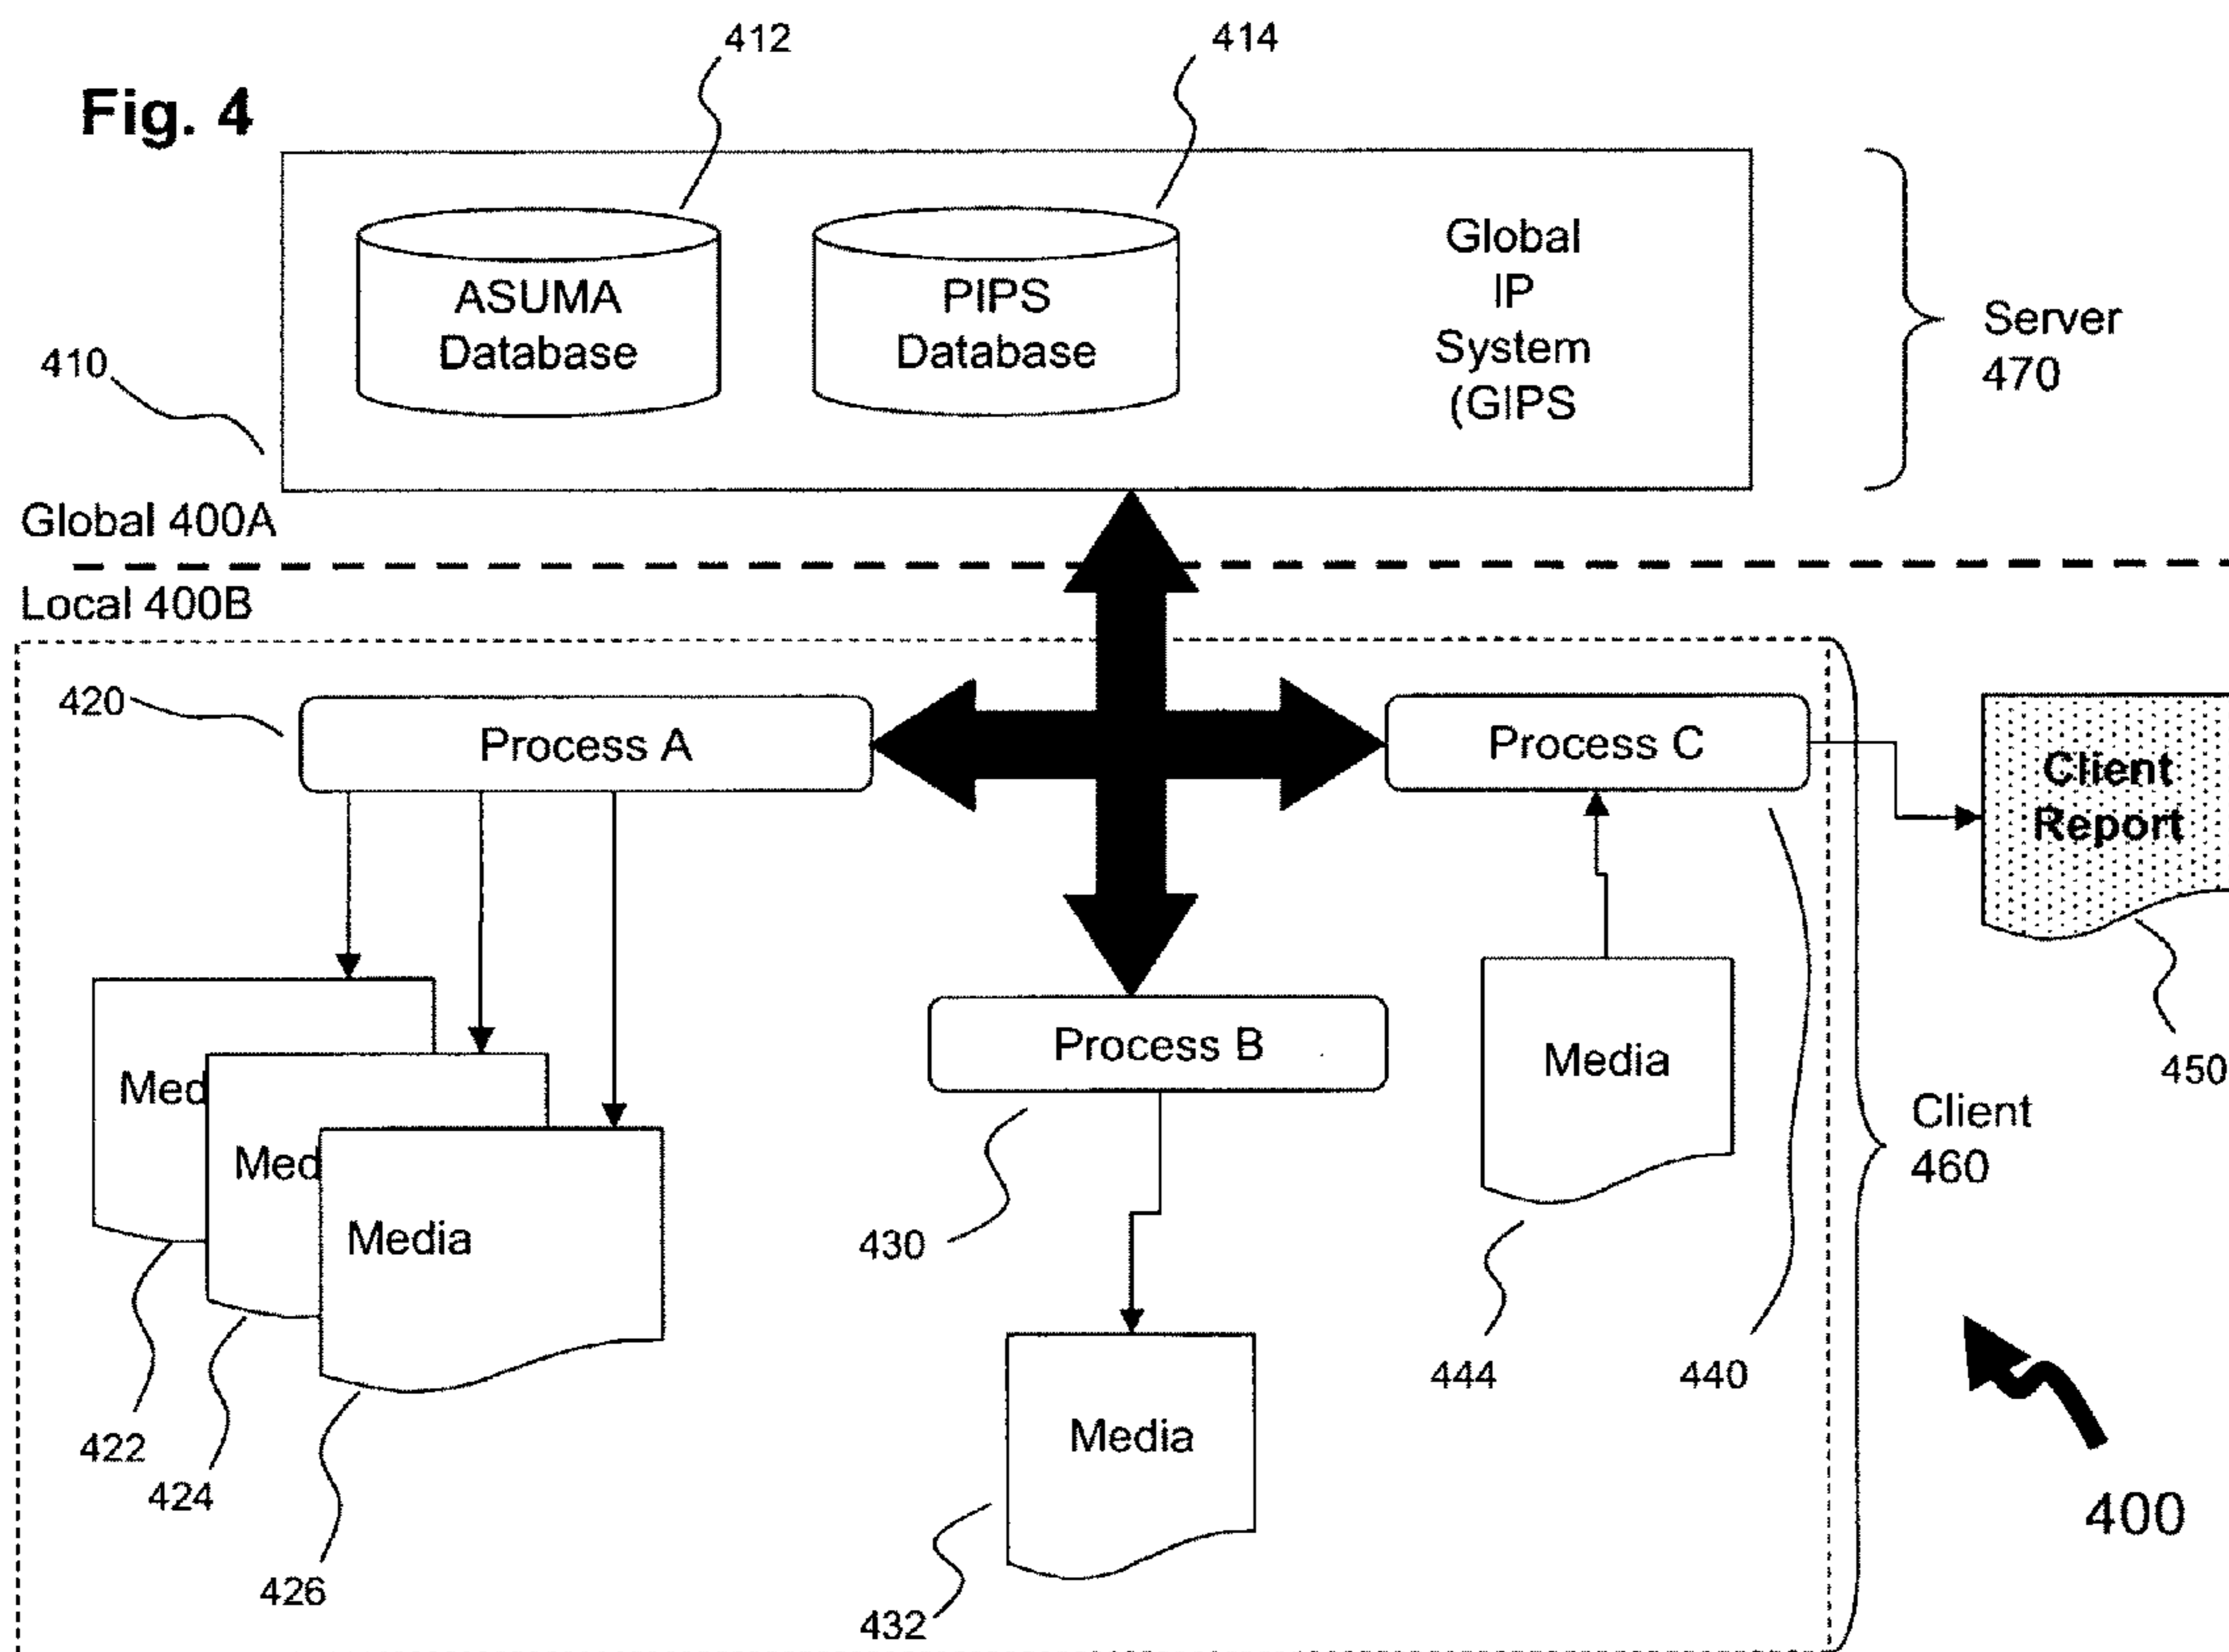 Fig. 4
412
414
ASUMA
Database
PIPS
Database
Global
IP
System
(GIPS
Server
470
410
Global 400A
Local 400B
420
Process A
Process C
Client
Report
450
Med
Med
Media
Process B
Media
Client
460
422
424
426
430
Media
432
444
440
400